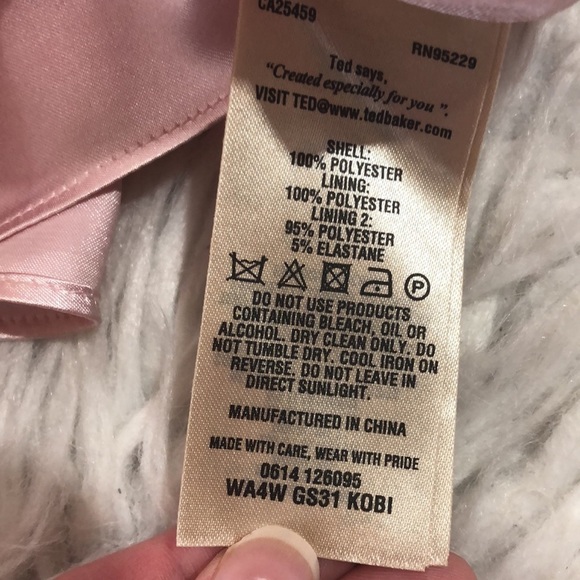 CA25459
RN95229
Ted says,
"Created especially for you".
VISIT TED@www.tedbaker.com
SHELL:
100% POLYESTER
LINING:
100% POLYESTER
LINING 2:
95% POLYESTER
5% ELASTANE
P
DO NOT USE PRODUCTS
CONTAINING BLEACH, OIL OR
ALCOHOL. DRY CLEAN ONLY. DO
NOT TUMBLE DRY. COOL IRON ON
REVERSE. DO NOT LEAVE IN
DIRECT SUNLIGHT.
MANUFACTURED IN CHINA
MADE WITH CARE, WEAR WITH PRIDE
0614 126095
WA4W GS31 KOBI